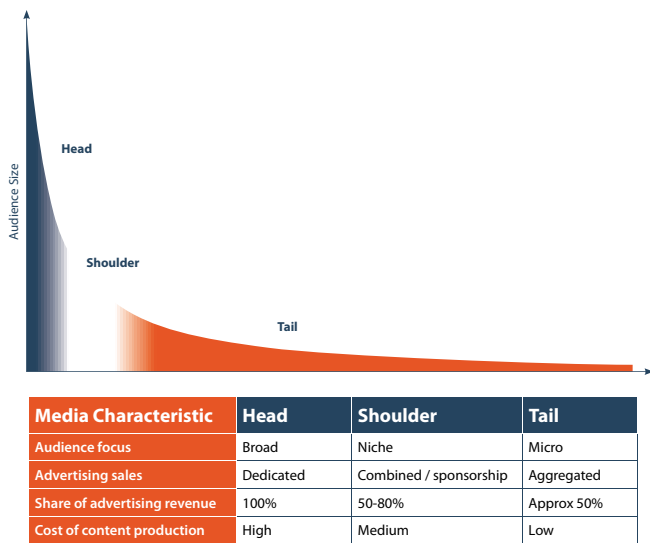 Audience Size
Head
Shoulder
Tail
Media Characteristic Head Shoulder Tail
Audience focus Broad Niche Micro
Advertising sales Dedicated Combined / sponsorship Aggregated
Share of advertising revenue 100% 50-80% Approx 50%
Cost of content production High Medium Low